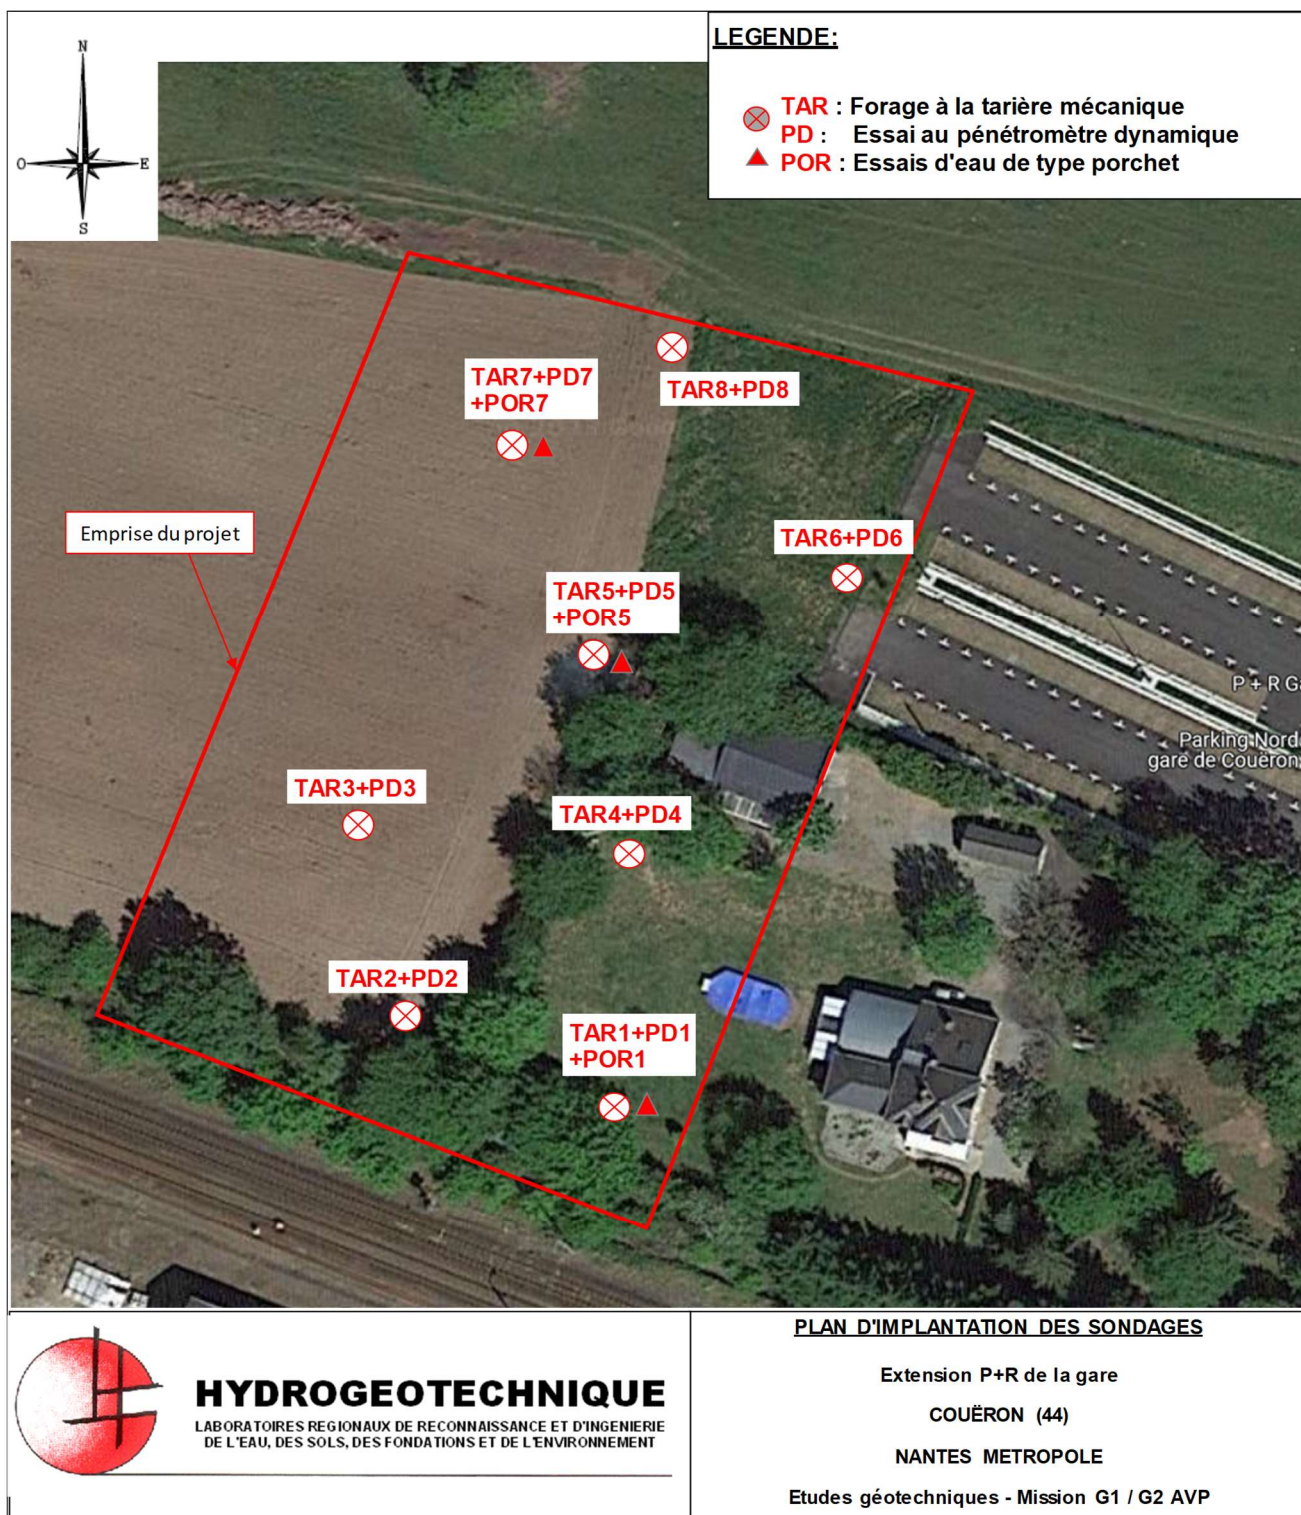 N
O
E
S
LEGENDE:
TAR : Forage à la tarière mécanique
PD : Essai au pénétromètre dynamique
POR : Essais d'eau de type porchet
TAR7+PD7
+POR7
TAR8+PD8
Emprise du projet
TAR6+PD6
TAR5+PD5
+POR5
P + R Ga
Parking Nord
gare de Couëron
TAR3+PD3
TAR4+PD4
TAR2+PD2
TAR1+PD1
+POR1
HYDROGEOTECHNIQUE
LABORATOIRES REGIONAUX DE RECONNAISSANCE ET D'INGENIERIE
DE L'EAU, DES SOLS, DES FONDATIONS ET DE L'ENVIRONNEMENT
PLAN D'IMPLANTATION DES SONDAGES
Extension P+R de la gare
COUËRON (44)
NANTES METROPOLE
Etudes géotechniques - Mission G1 / G2 AVP